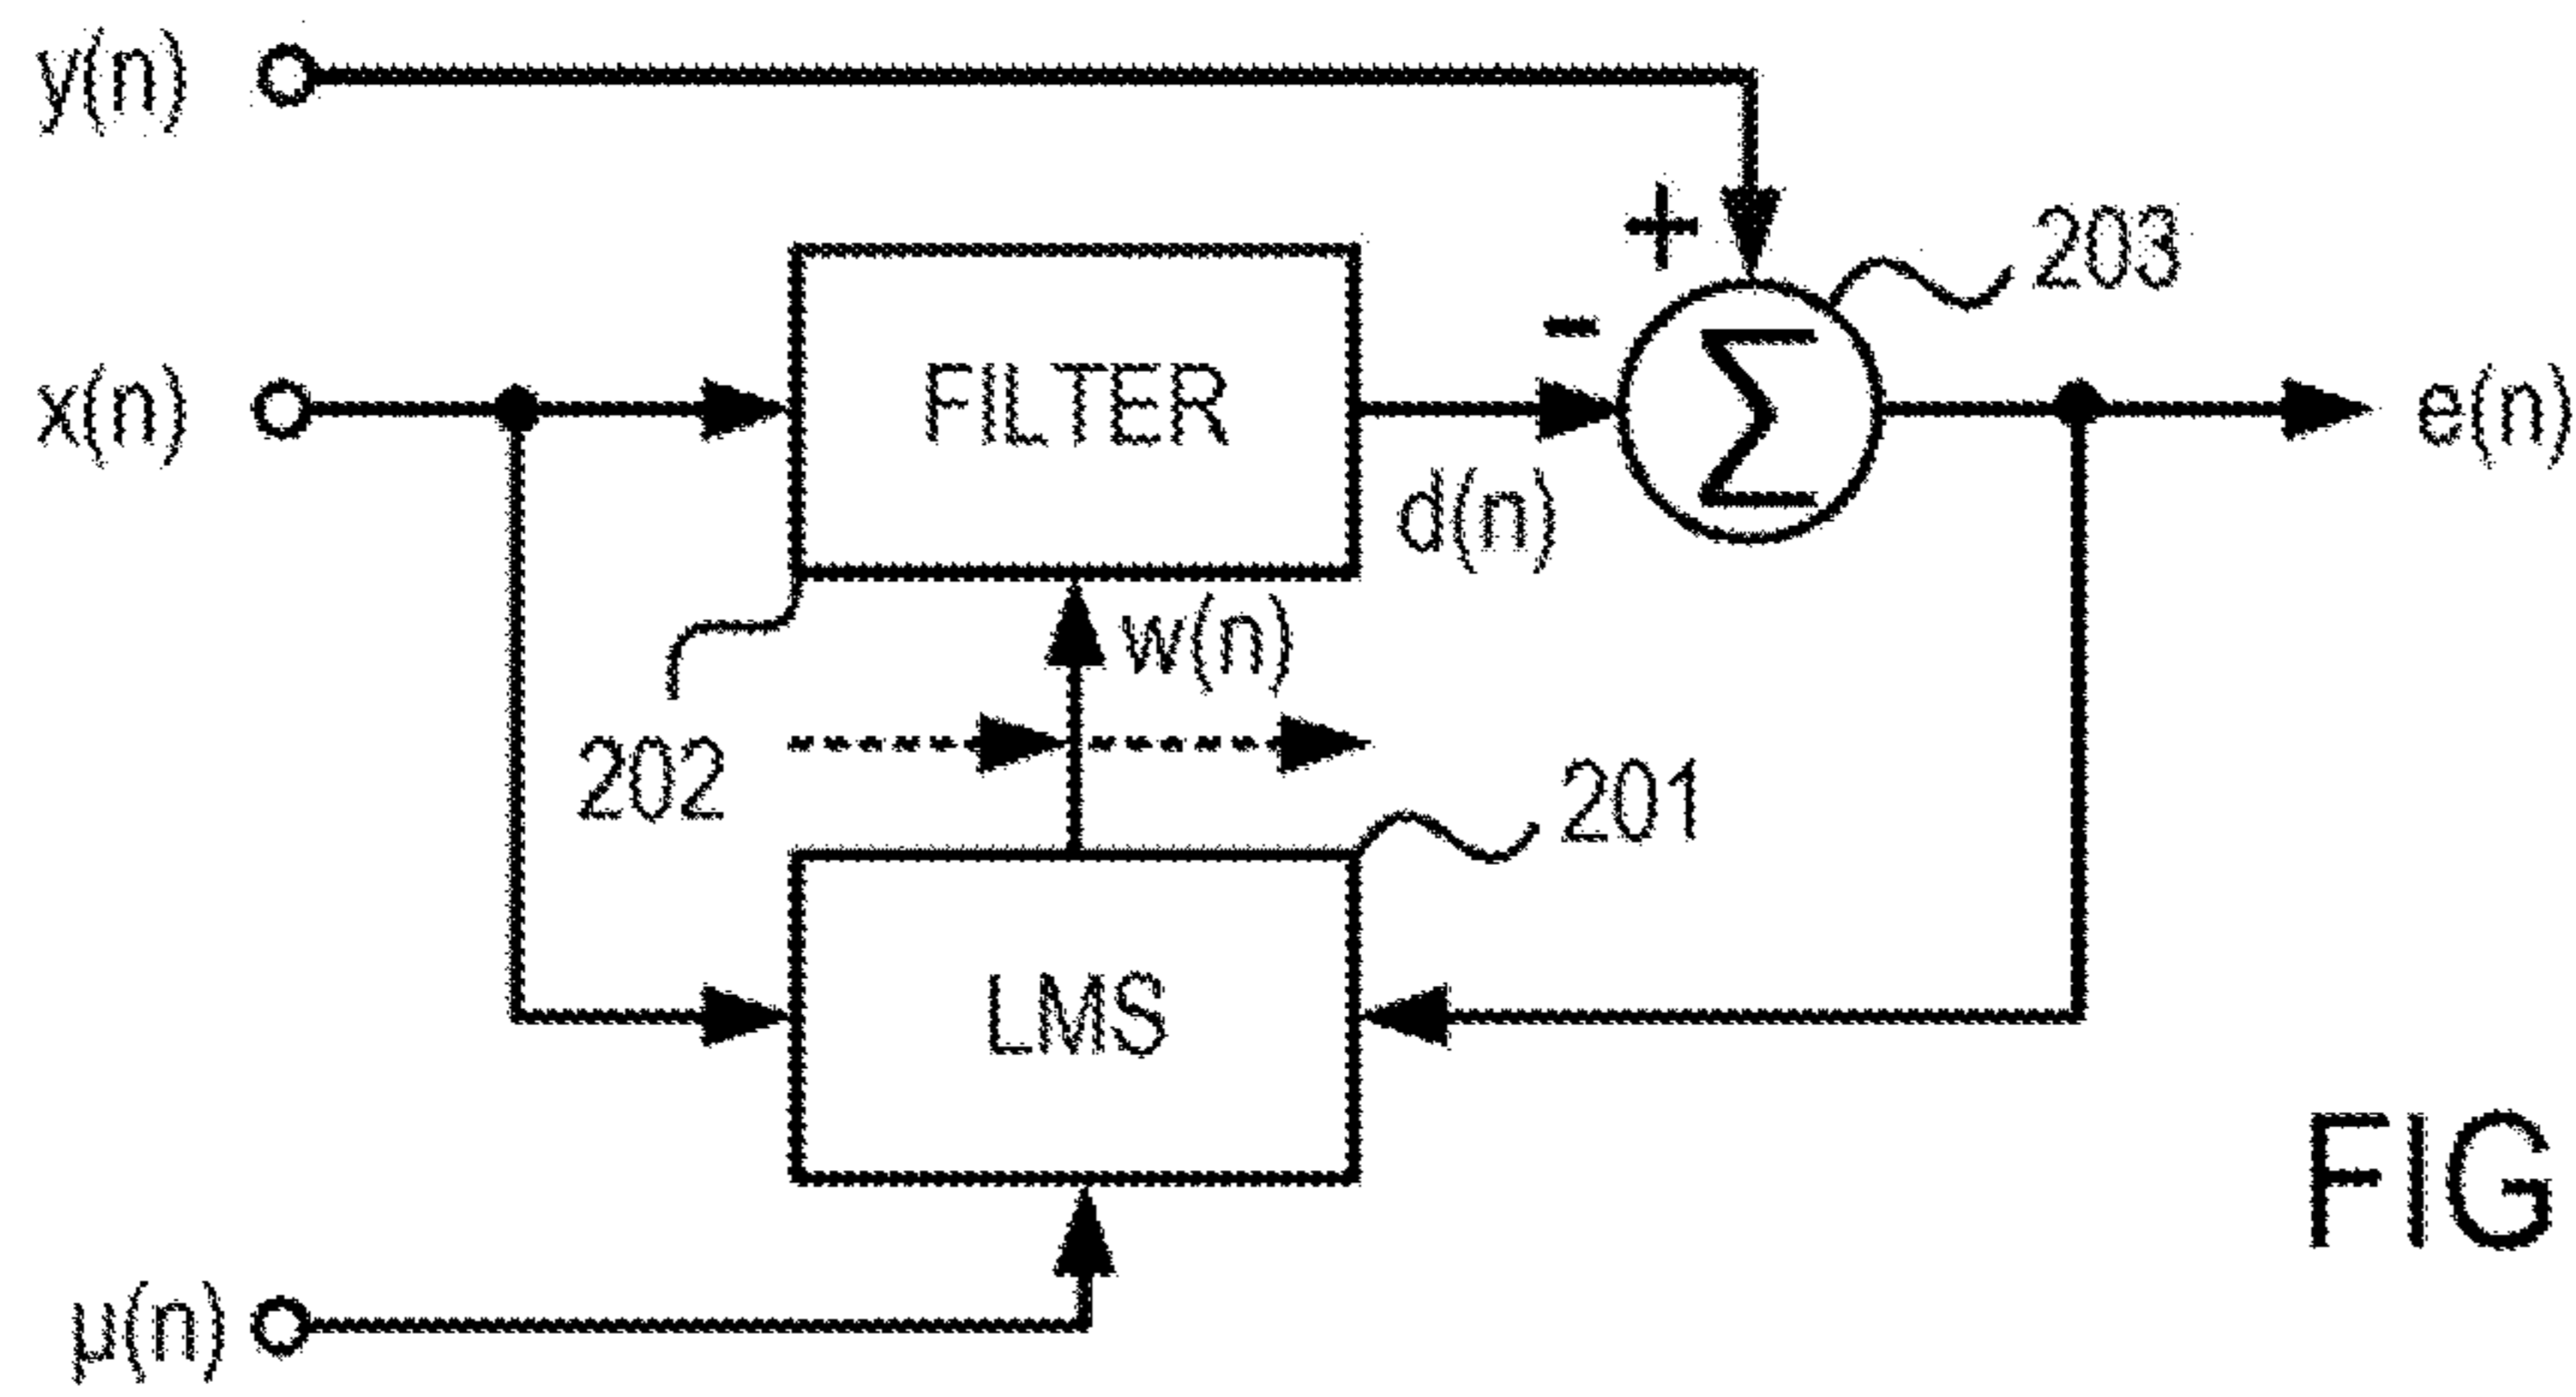 y(n)
+
203
x(n)
FILTER
-
Σ
e(n)
d(n)
w(n)
202
201
LMS
FIG
μ(n)